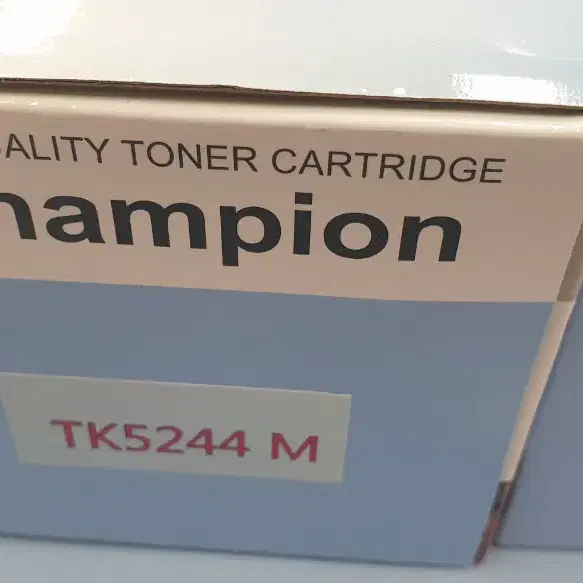 ALITY TONER CARTRIDGE
hampion
TK5244 M